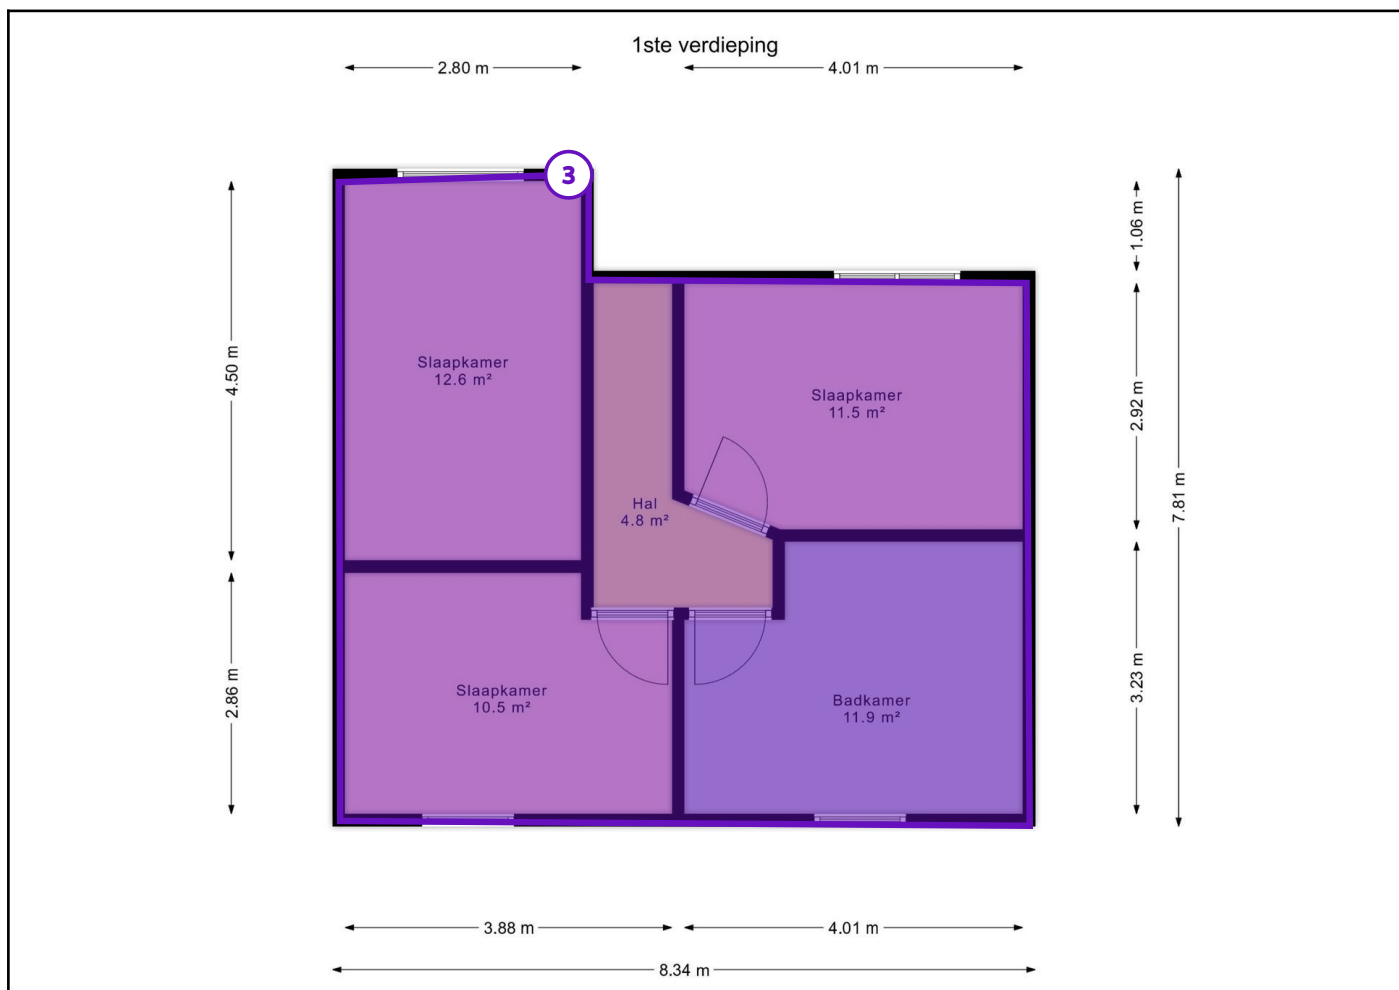 1ste verdieping
2.80 m
4.01 m
3
1.06 m
4.50 m
Slaapkamer
12.6 m²
Slaapkamer
11.5 m²
2.92 m
7.81 m
Hal
4.8 m²
2.86 m
Slaapkamer
10.5 m²
Badkamer
11.9 m²
3.23 m
3.88 m
4.01 m
8.34 m